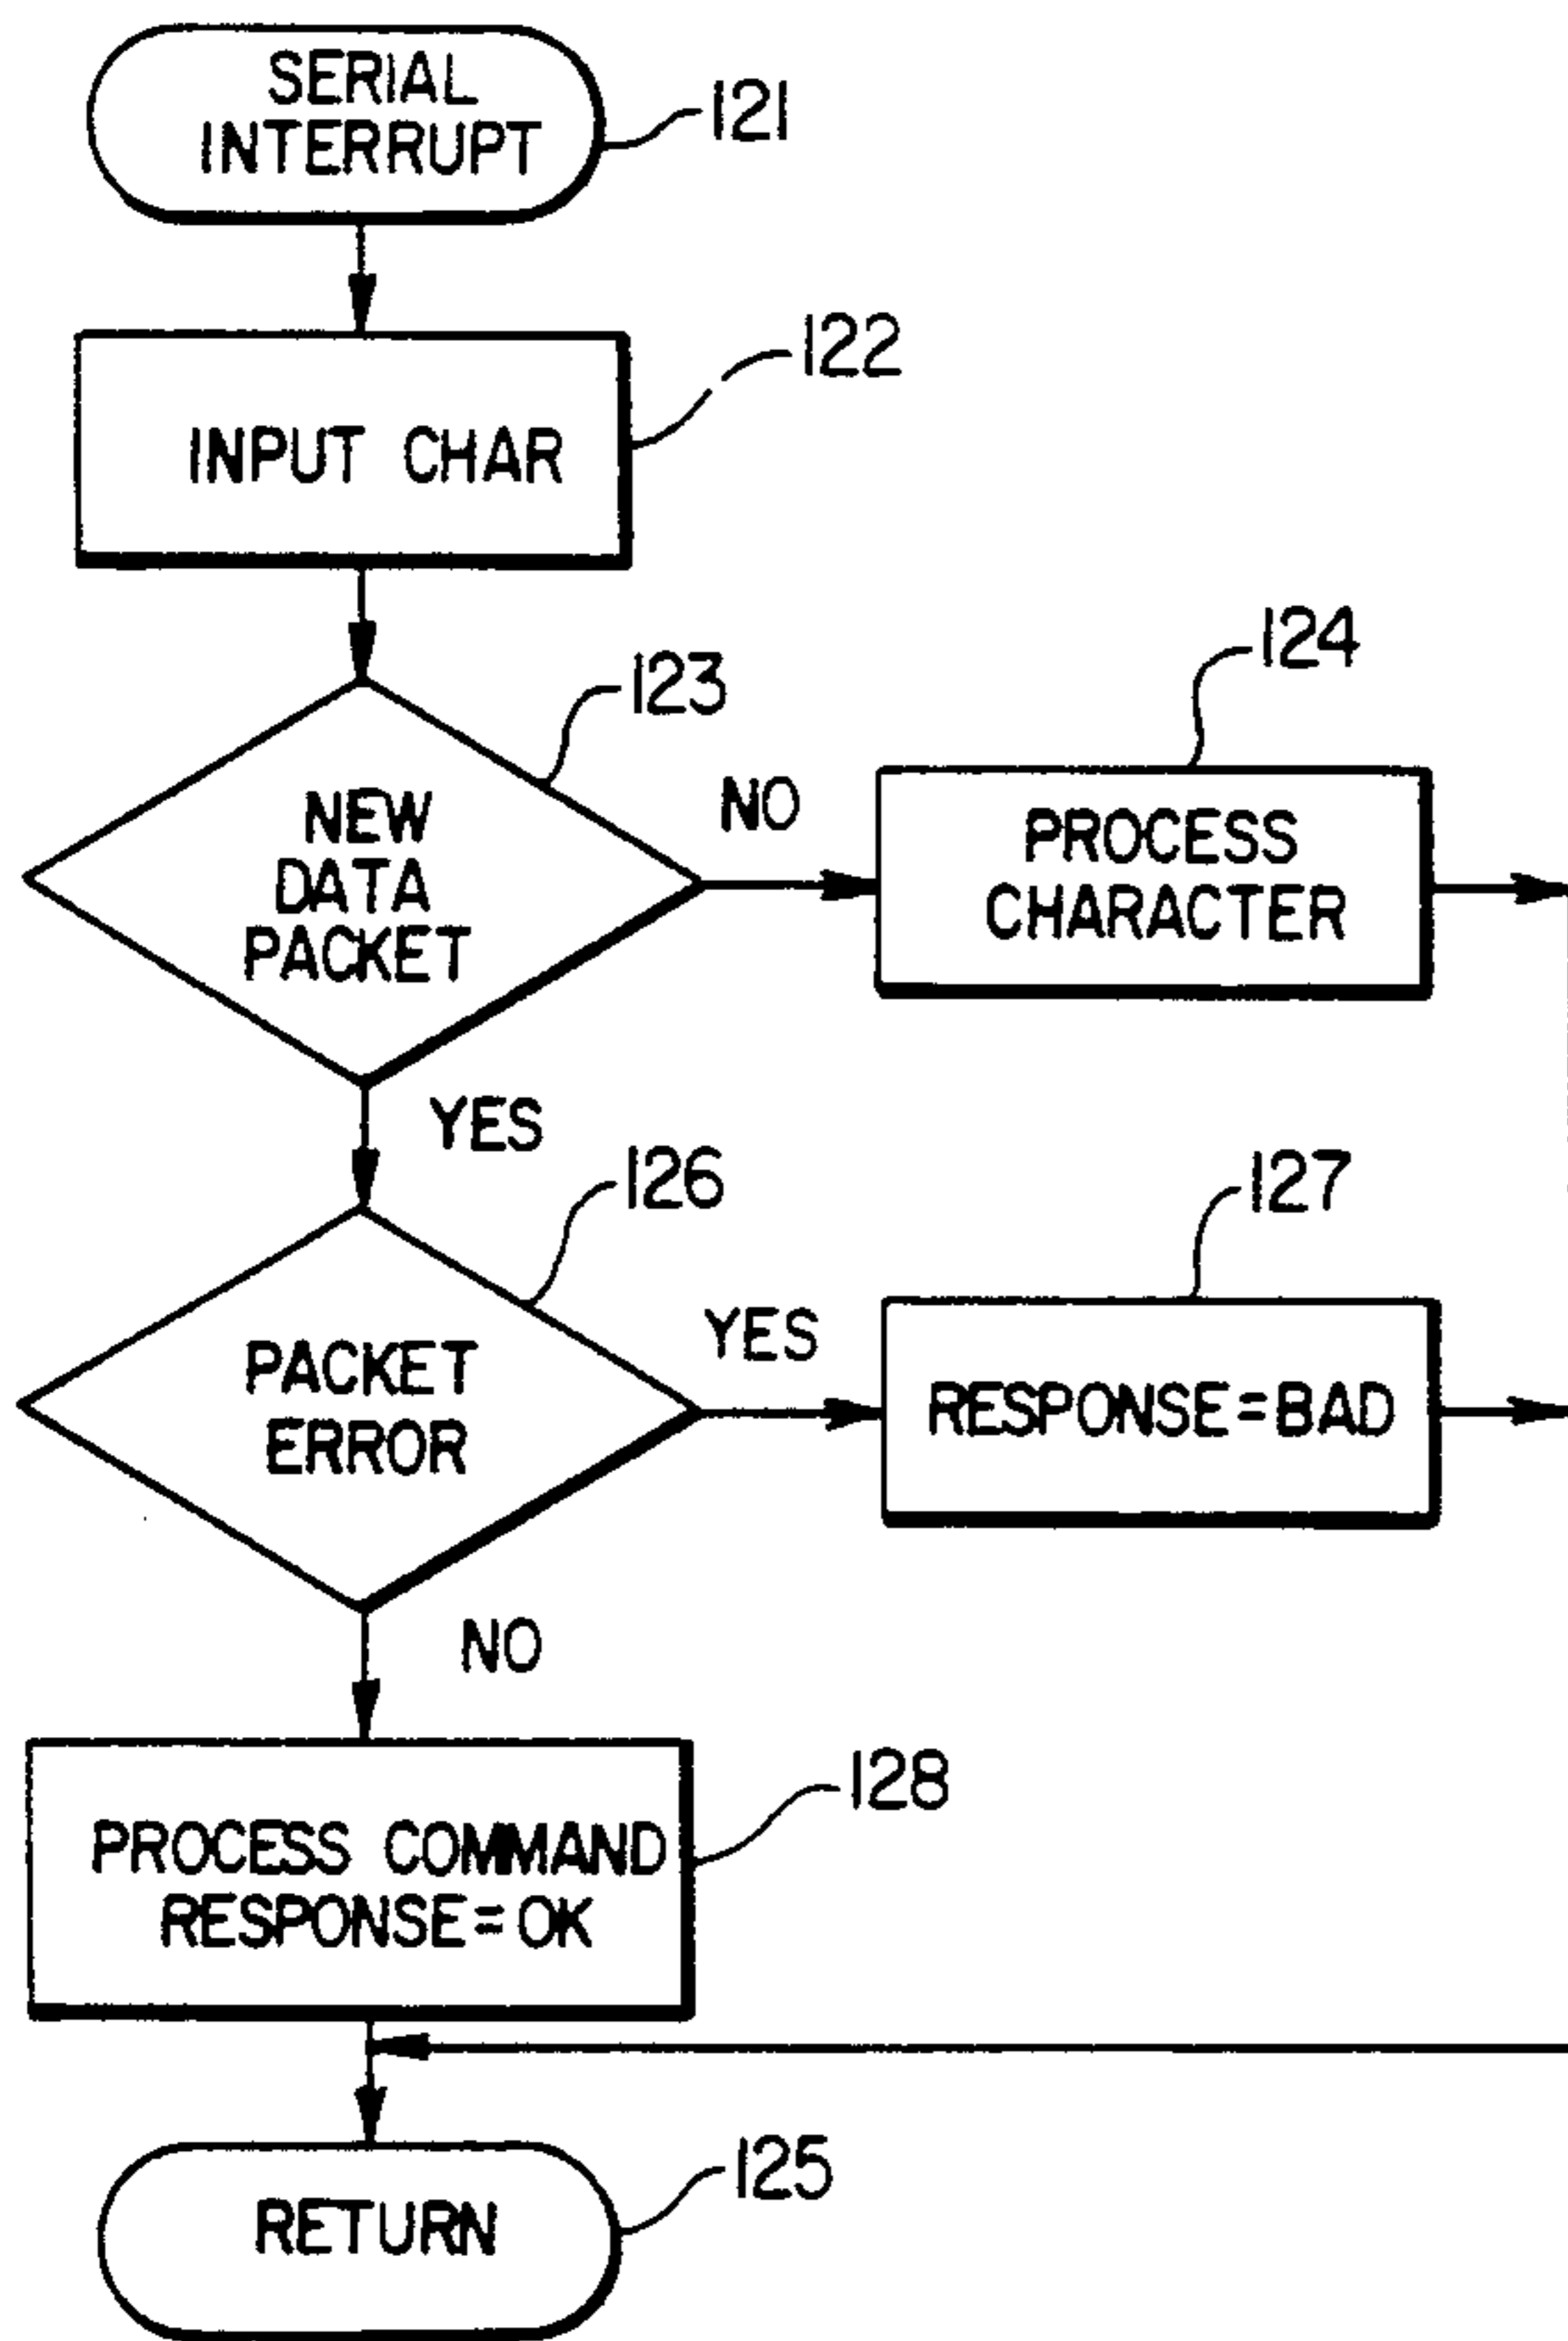 SERIAL
INTERRUPT
121
INPUT CHAR
122
NEW
DATA
PACKET
123
NO
PROCESS
CHARACTER
124
YES
PACKET
ERROR
126
YES
RESPONSE=BAD
127
NO
PROCESS COMMAND
RESPONSE=OK
128
RETURN
125